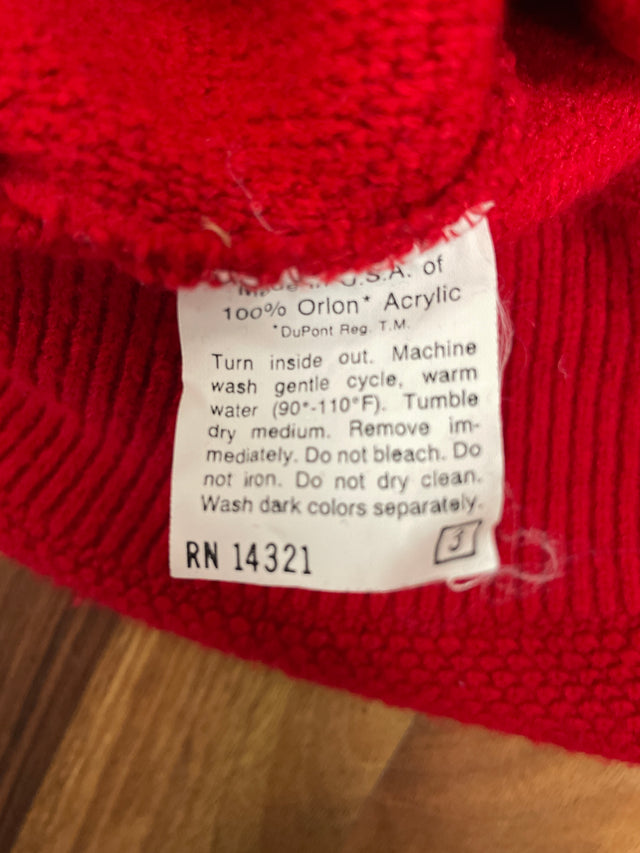 Made in U.S.A. of
100% Orlon* Acrylic
*DuPont Reg. T.M.
Turn inside out. Machine
wash gentle cycle, warm
water (90°-110°F). Tumble
dry medium. Remove im-
mediately. Do not bleach. Do
not iron. Do not dry clean.
Wash dark colors separately.
RN 14321
3